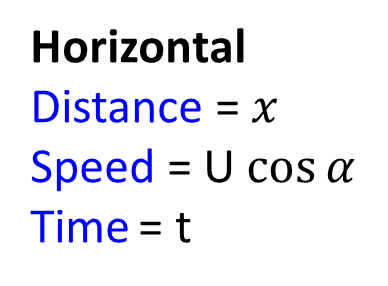 Horizontal
Distance = x
Speed = U cos α
Time = t